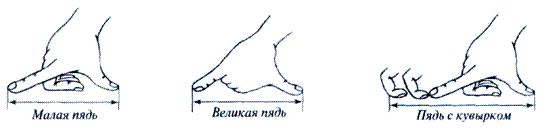 Малая пядь
Великая пядь
Пядь с кувырком